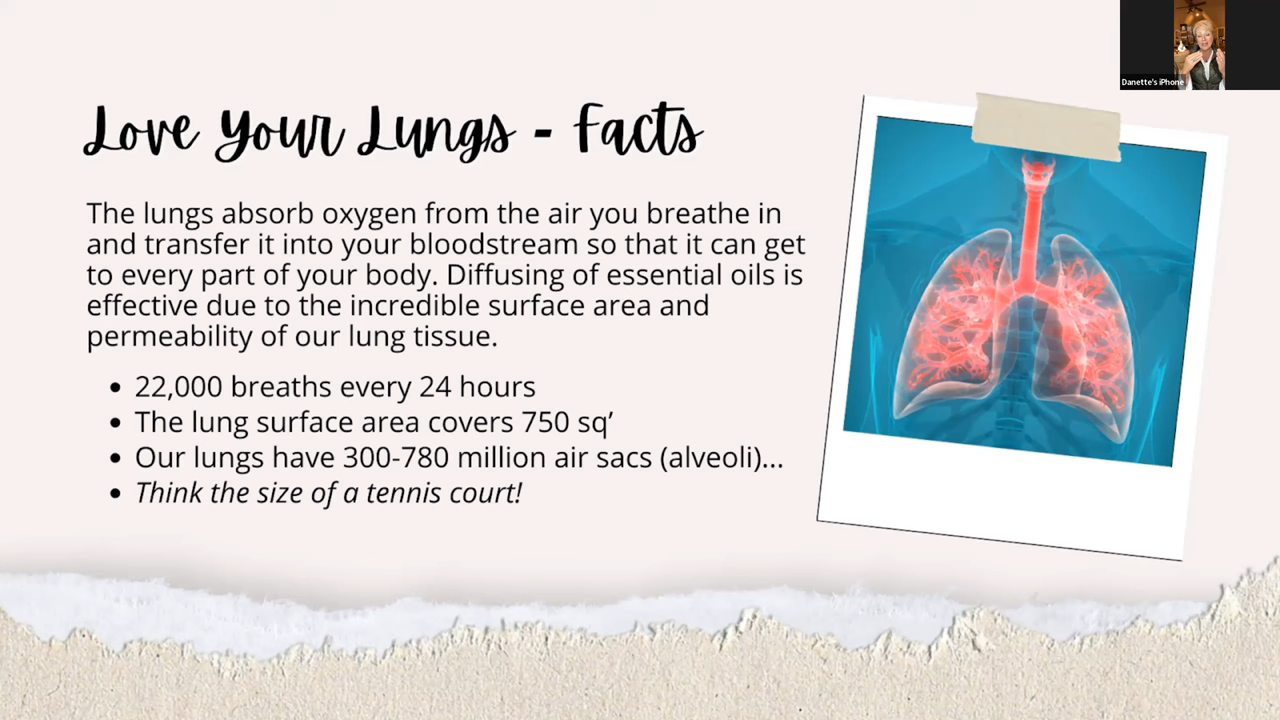 Danette's iPhone
Love Your Lungs - Facts
The lungs absorb oxygen from the air you breathe in
and transfer it into your bloodstream so that it can get
to every part of your body. Diffusing of essential oils is
effective due to the incredible surface area and
permeability of our lung tissue.
• 22,000 breaths every 24 hours
• The lung surface area covers 750 sq’
• Our lungs have 300-780 million air sacs (alveoli)...
• Think the size of a tennis court!